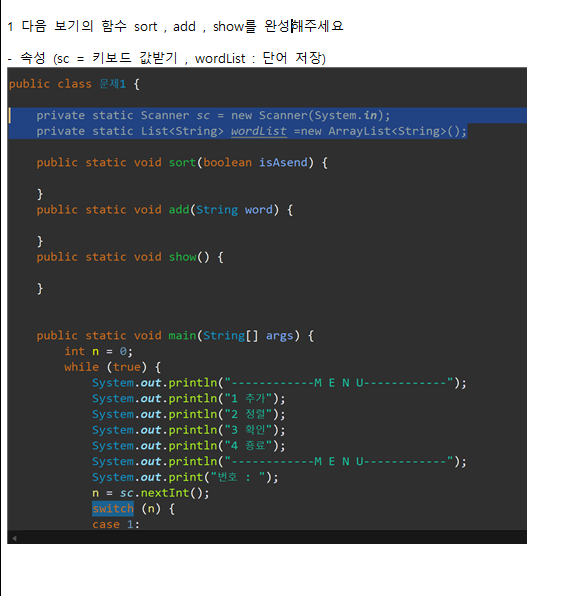 1 다음 보기의 함수 sort , add , show를 완성해주세요
- 속성 (sc = 키보드 값받기 , wordList : 단어 저장)
public class 문제1 {
private static Scanner sc = new Scanner(System.in);
private static List<String> wordList =new ArrayList<String>();
public static void sort(boolean isAsend) {
}
public static void add(String word) {
}
public static void show() {
}
public static void main(String[] args) {
int n = 0;
while (true) {
System.out.println("------------M E N U------------");
System.out.println("1 추가");
System.out.println("2 정렬");
System.out.println("3 확인");
System.out.println("4 종료");
System.out.println("------------M E N U------------");
System.out.print("번호 : ");
n = sc.nextInt();
switch (n) {
case 1: